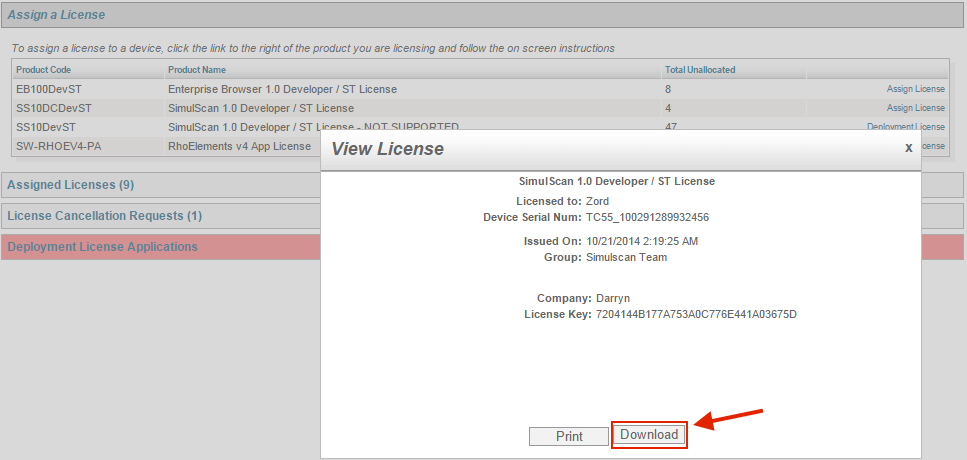 Assign a License
To assign a license to a device, click the link to the right of the product you are licensing and follow the on screen instructions
Product Code Product Name Total Unallocated
EB100DevST Enterprise Browser 1.0 Developer / ST License 8 Assign License
SS10DCDevST SimulScan 1.0 Developer / ST License 4 Assign License
SS10DevST SimulScan 1.0 Developer / ST License - NOT SUPPORTED 47 Deployment License
SW-RHOEV4-PA RhoElements v4 App License
View License x
SimulScan 1.0 Developer / ST License
Assigned Licenses (9)
Licensed to: Zord
License Cancellation Requests (1)
Device Serial Num: TC55_100291289932456
Deployment License Applications
Issued On: 10/21/2014 2:19:25 AM
Group: Simulscan Team
Company: Darryn
License Key: 7204144B177A753A0C776E441A03675D
Print Download